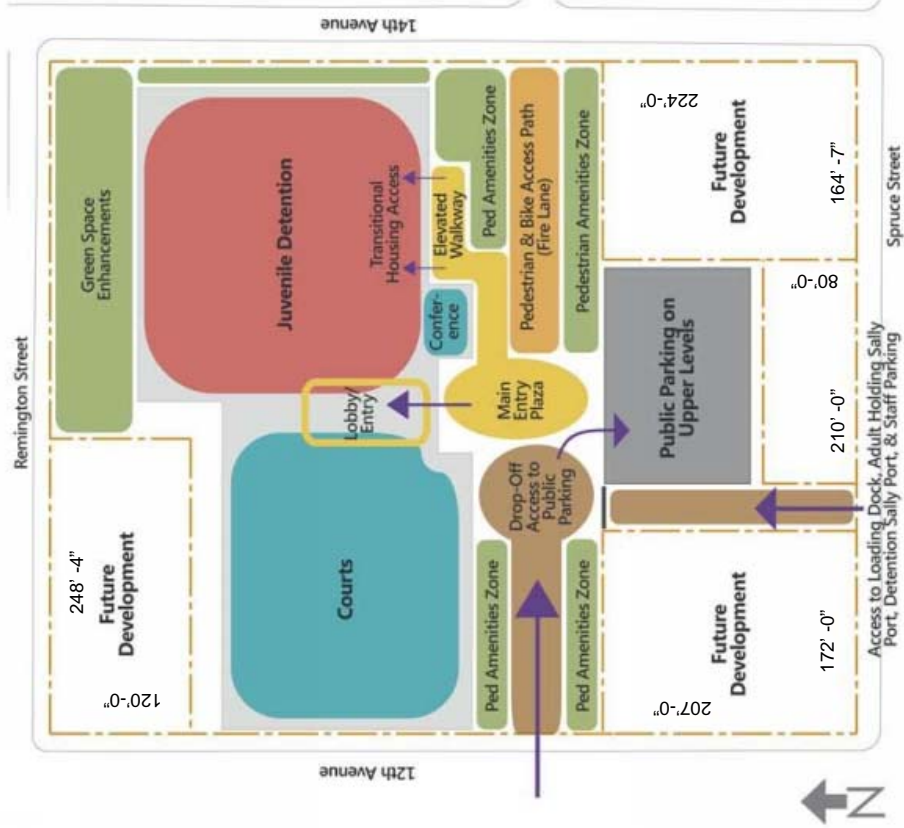 14th Avenue
Remington Street
Green Space
Enhancements
Juvenile Detention
Transitional
Housing Access
Elevated
Walkway
Ped Amenities Zone
Pedestrian & Bike Access Path
(Fire Lane)
Pedestrian Amenities Zone
224'-0"
Future
Development
164' -7"
Spruce Street
Confer-
ence
Lobby/
Entry
Main
Entry
Plaza
Public Parking on
Upper Levels
80'-0"
210' -0"
248' -4"
Future
Development
120'-0"
Courts
Drop-Off
Access to
Public
Parking
Ped Amenities Zone
Ped Amenities Zone
Future
Development
207'-0"
172' -0"
Access to Loading Dock, Adult Holding Sally
Port, Detention Sally Port, & Staff Parking
12th Avenue
N